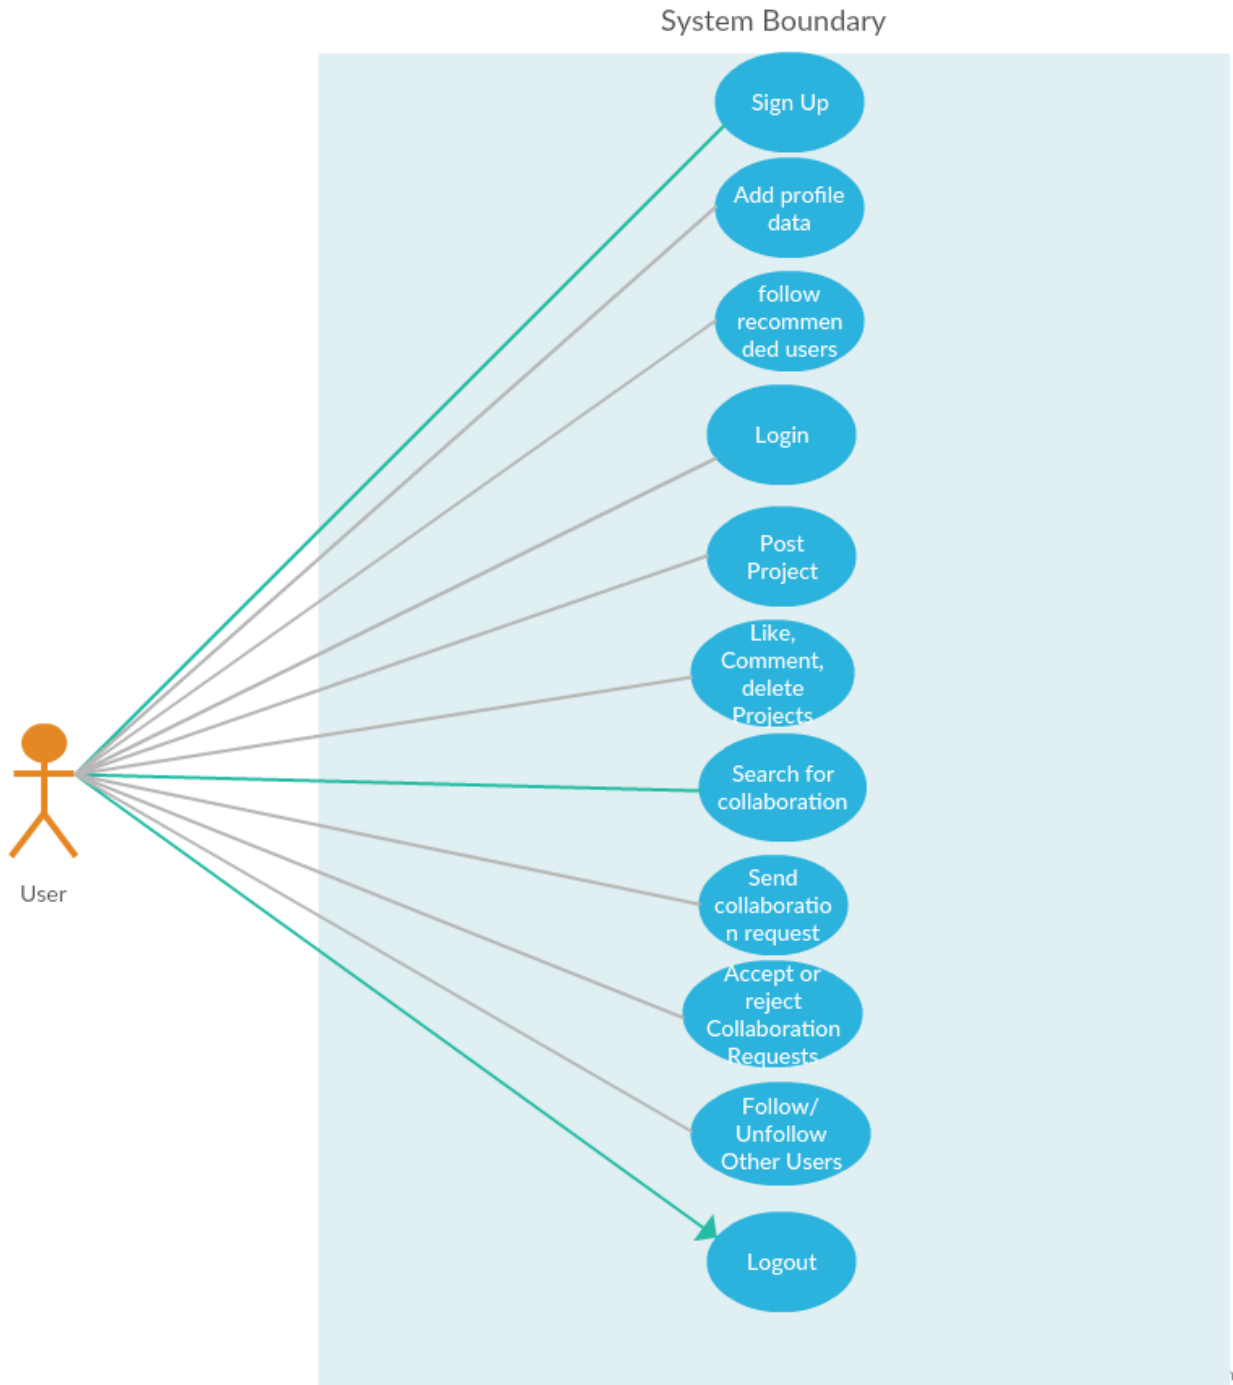 System Boundary
Sign Up
Add profile
data
follow
recommen
ded users
Login
Post
Project
Like,
Comment,
delete
Projects
Search for
collaboration
Send
collaboratio
n request
Accept or
reject
Collaboration
Requests
Follow/
Unfollow
Other Users
Logout
User